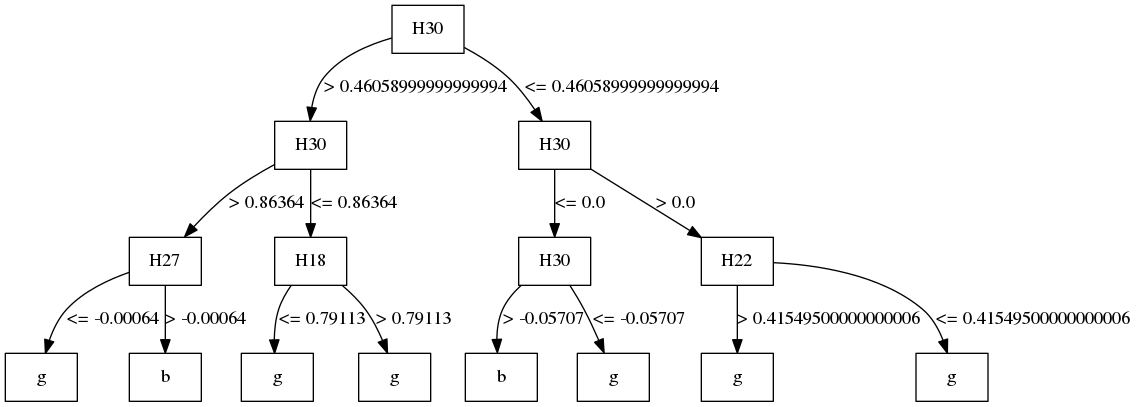 H30
> 0.46058999999999994
<= 0.46058999999999994
H30
H30
> 0.86364
<= 0.86364
<= 0.0
> 0.0
H27
H18
H30
H22
<= -0.00064
> -0.00064
<= 0.79113
> 0.79113
> -0.05707
<= -0.05707
> 0.41549500000000006
<= 0.41549500000000006
g
b
g
g
b
g
g
g